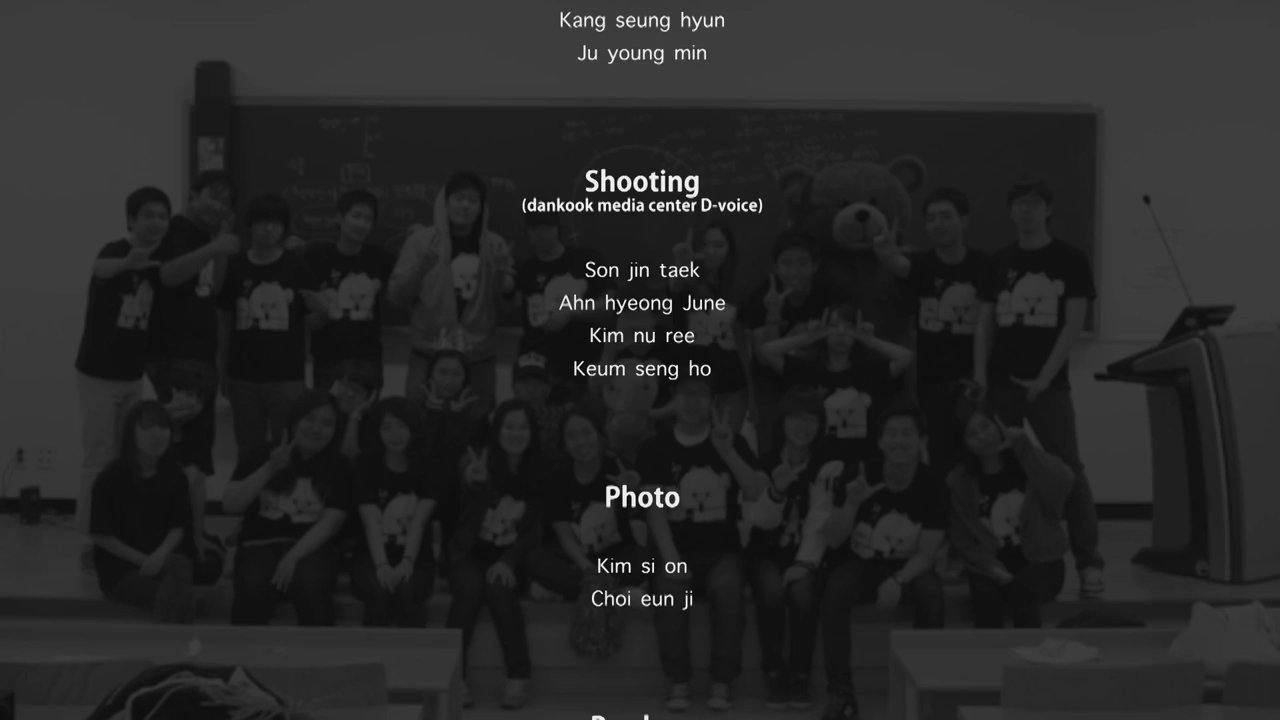 Kang seung hyun
Ju young min
Shooting
(dankook media center D-voice)
Son jin taek
Ahn hyeong June
Kim nu ree
Keum seng ho
Photo
Kim si on
Choi eun ji